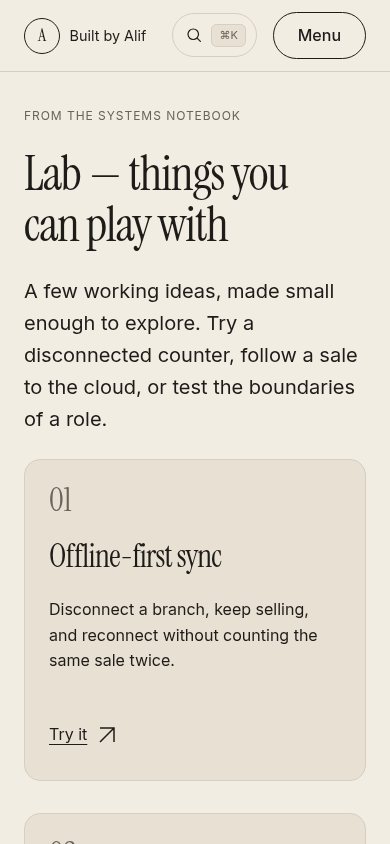 A Built by Alif ⌘K Menu
FROM THE SYSTEMS NOTEBOOK
Lab — things you
can play with
A few working ideas, made small
enough to explore. Try a
disconnected counter, follow a sale
to the cloud, or test the boundaries
of a role.
01
Offline-first sync
Disconnect a branch, keep selling,
and reconnect without counting the
same sale twice.
Try it